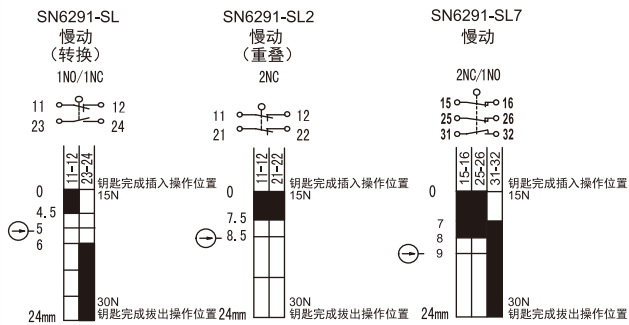 SN6291-SL
慢动
(转换)
1NO/1NC
11 12
23 24
11-12
23-24
0
4.5
5
6
24mm
钥匙完成插入操作位置
15N
30N
钥匙完成拔出操作位置
SN6291-SL2
慢动
(重叠)
2NC
11 12
21 22
11-12
21-22
0
7.5
8.5
24mm
钥匙完成插入操作位置
15N
30N
钥匙完成拔出操作位置
SN6291-SL7
慢动
2NC/1NO
15 16
25 26
31 32
15-16
25-26
31-32
0
7
8
9
24mm
钥匙完成插入操作位置
15N
30N
钥匙完成拔出操作位置